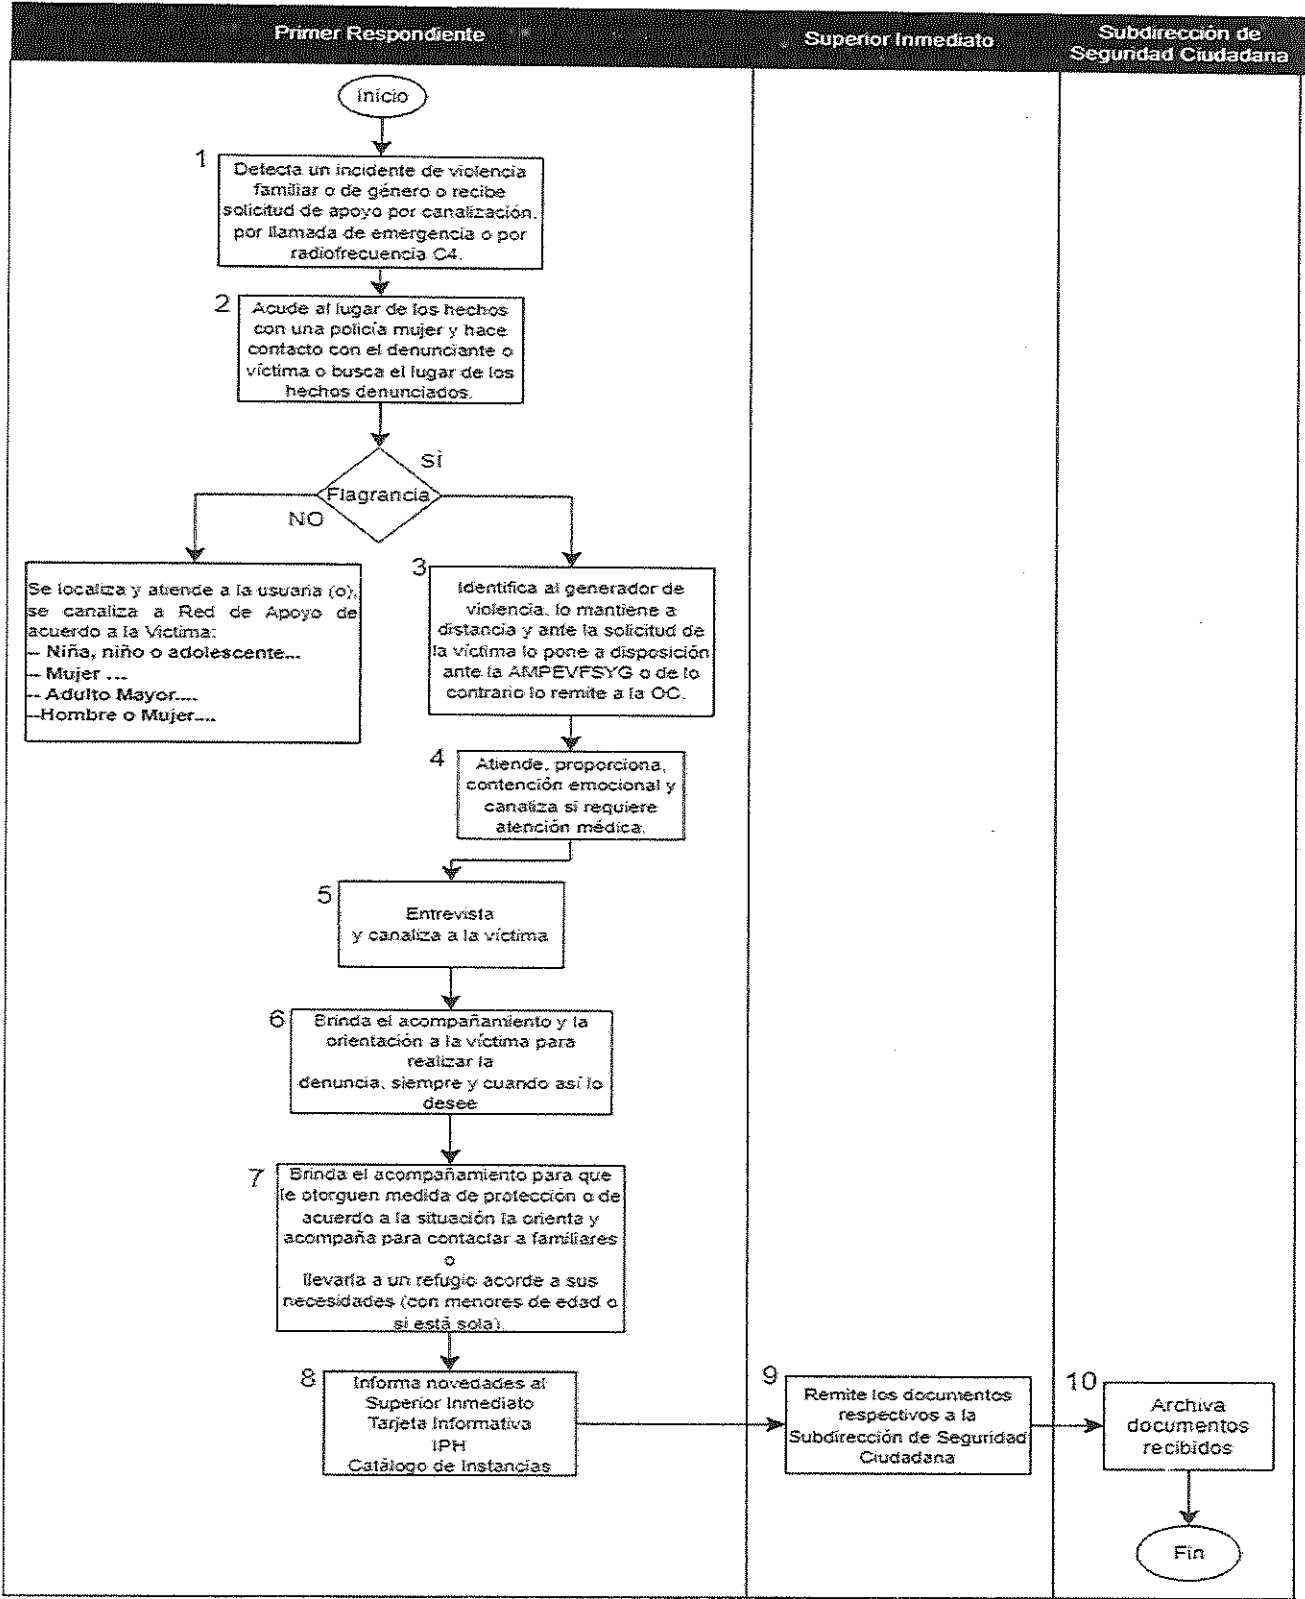 Primer Respondiente
Superior Inmediato
Subdirección de
Seguridad Ciudadana
Inicio
1
Detecta un incidente de violencia
familiar o de género o recibe
solicitud de apoyo por canalización,
por llamada de emergencia o por
radiofrecuencia C4.
2
Acude al lugar de los hechos
con una policía mujer y hace
contacto con el denunciante o
víctima o busca el lugar de los
hechos denunciados.
Flagrancia
SI
NO
Se localiza y atiende a la usuaria (o),
se canaliza a Red de Apoyo de
acuerdo a la Victima:
-- Niña, niño o adolescente...
-- Mujer ...
-- Adulto Mayor....
--Hombre o Mujer....
3
Identifica al generador de
violencia, lo mantiene a
distancia y ante la solicitud de
la víctima lo pone a disposición
ante la AMPEVFSYG o de lo
contrario lo remite a la OC.
4
Atiende, proporciona,
contención emocional y
canaliza si requiere
atención médica.
5
Entrevista
y canaliza a la víctima
6
Brinda el acompañamiento y la
orientación a la víctima para
realizar la
denuncia, siempre y cuando así lo
desee
7
Brinda el acompañamiento para que
le otorguen medida de protección o de
acuerdo a la situación la orienta y
acompaña para contactar a familiares
o
llevarla a un refugio acorde a sus
necesidades (con menores de edad o
si está sola).
8
Informa novedades al
Superior Inmediato
Tarjeta Informativa
IPH
Catálogo de Instancias
9
Remite los documentos
respectivos a la
Subdirección de Seguridad
Ciudadana
10
Archiva
documentos
recibidos
Fin